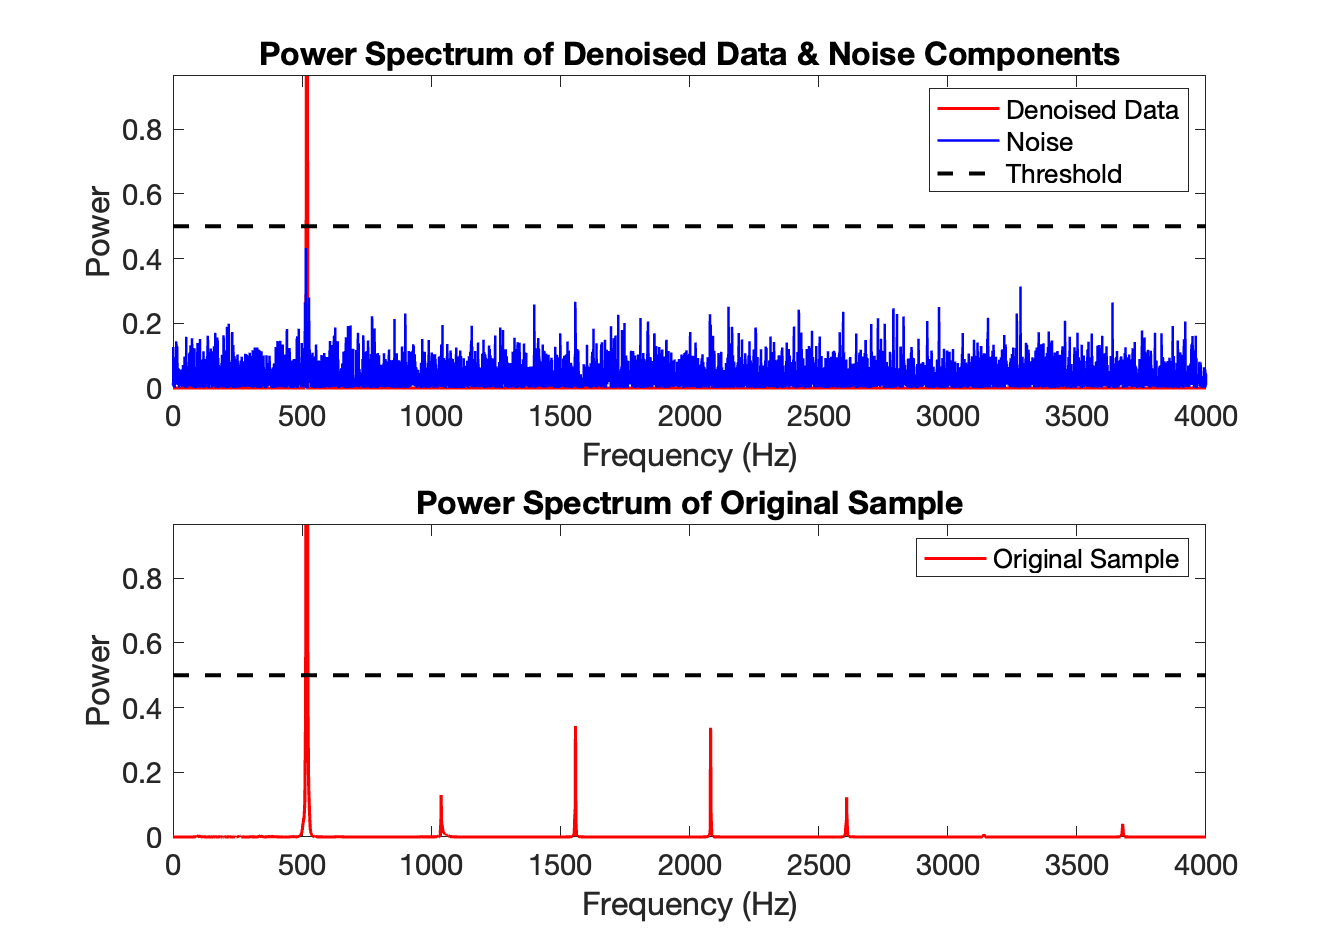 Power Spectrum of Denoised Data & Noise Components
Denoised Data
Noise
Threshold
Power
0.8
0.6
0.4
0.2
0
0 500 1000 1500 2000 2500 3000 3500 4000
Frequency (Hz)
Power Spectrum of Original Sample
Original Sample
Power
0.8
0.6
0.4
0.2
0
0 500 1000 1500 2000 2500 3000 3500 4000
Frequency (Hz)